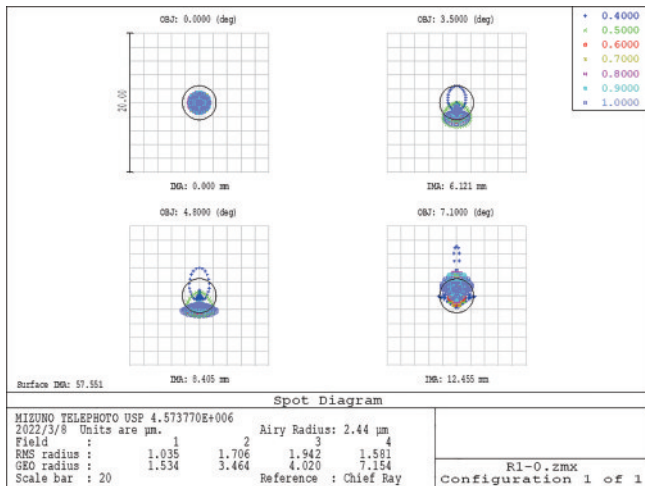 OBJ: 0.0000 (deg)
OBJ: 3.5000 (deg)
+ 0.4000
× 0.5000
0.6000
0.7000
0.8000
0.9000
1.0000
20.00
IMA: 0.000 mm
IMA: 6.121 mm
OBJ: 4.8000 (deg)
OBJ: 7.1000 (deg)
IMA: 8.405 mm
IMA: 12.455 mm
Surface IMA: 57.551
Spot Diagram
MIZUNO TELEPHOTO USP 4.573770E+006
2022/3/8 Units are µm. Airy Radius: 2.44 µm
Field : 1 2 3 4
RMS radius : 1.035 1.706 1.942 1.581
GEO radius : 1.534 3.464 4.020 7.154
Scale bar : 20 Reference : Chief Ray
R1-0.zmx
Configuration 1 of 1